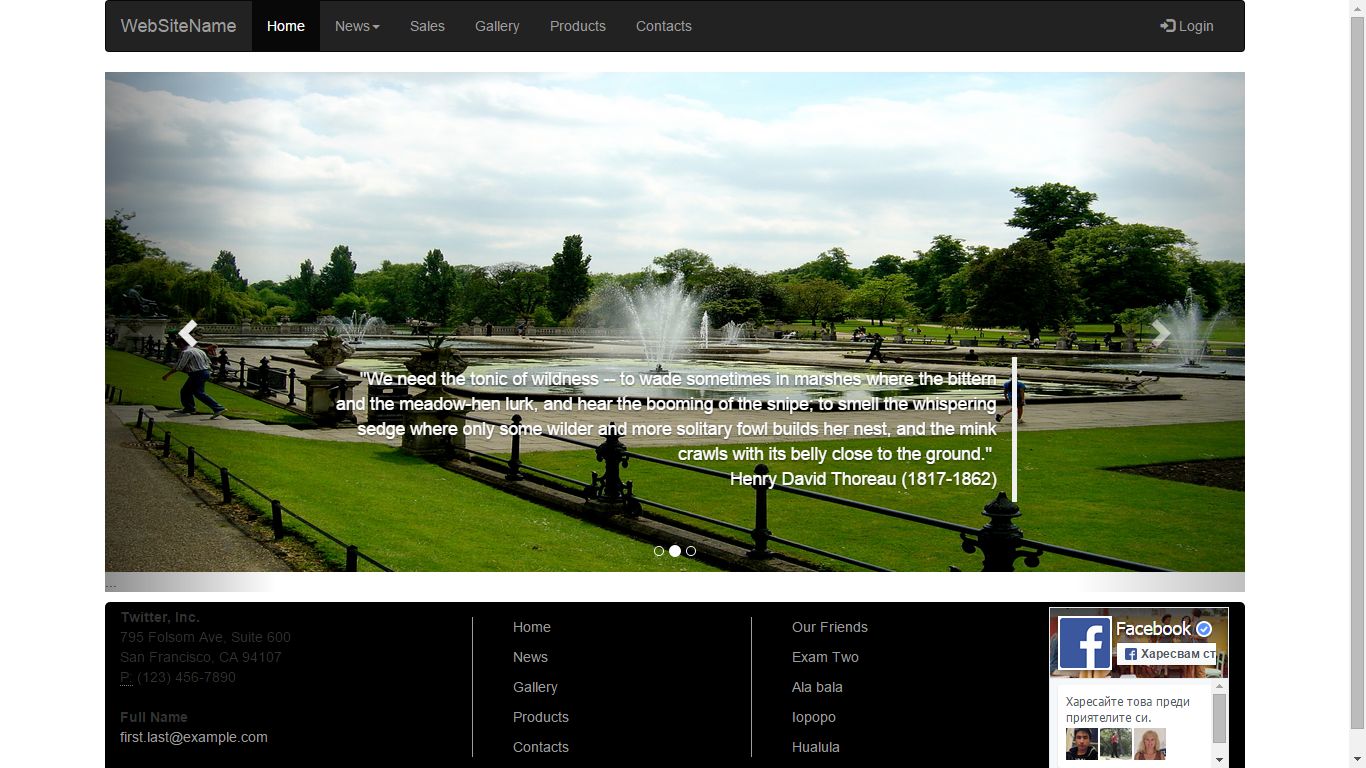 WebSiteName
Home
News
Sales
Gallery
Products
Contacts
Login
"We need the tonic of wildness -- to wade sometimes in marshes where the bittern
and the meadow-hen lurk, and hear the booming of the snipe; to smell the whispering
sedge where only some wilder and more solitary fowl builds her nest, and the mink
crawls with its belly close to the ground."
Henry David Thoreau (1817-1862)
...
Twitter, Inc.
795 Folsom Ave, Suite 600
San Francisco, CA 94107
P: (123) 456-7890
Full Name
first.last@example.com
Home
News
Gallery
Products
Contacts
Our Friends
Exam Two
Ala bala
Iopopo
Hualula
Facebook
Харесвам ст
Харесайте това преди
приятелите си.